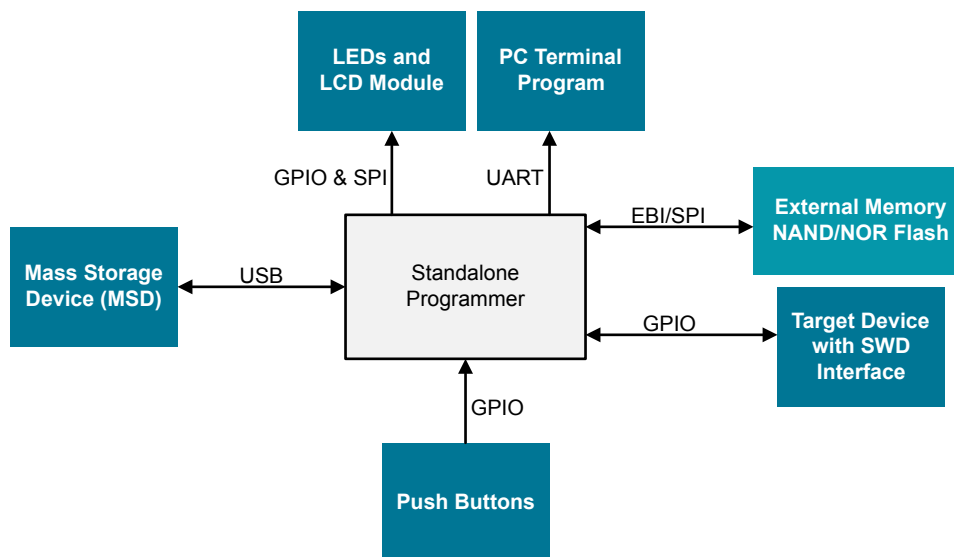 LEDs and
LCD Module
PC Terminal
Program
GPIO & SPI
UART
EBI/SPI
External Memory
NAND/NOR Flash
Mass Storage
Device (MSD)
USB
Standalone
Programmer
GPIO
Target Device
with SWD
Interface
GPIO
Push Buttons